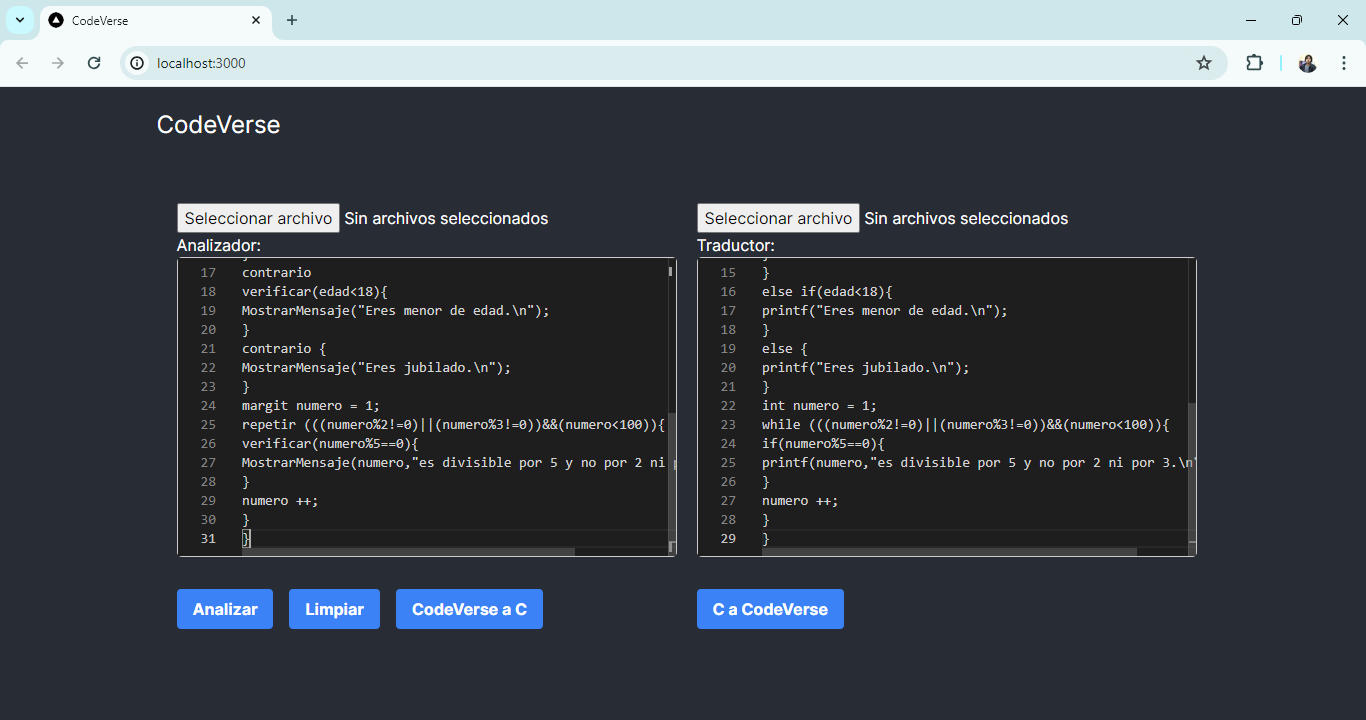 CodeVerse
localhost:3000
CodeVerse
Seleccionar archivo Sin archivos seleccionados
Analizador:
17 contrario
18 verificar(edad<18){
19 MostrarMensaje("Eres menor de edad.\n");
20 }
21 contrario {
22 MostrarMensaje("Eres jubilado.\n");
23 }
24 margit numero = 1;
25 repetir (((numero%2!=0)||(numero%3!=0))&&(numero<100)){
26 verificar(numero%5==0){
27 MostrarMensaje(numero,"es divisible por 5 y no por 2 ni
28 }
29 numero ++;
30 }
31 }
Analizar
Limpiar
CodeVerse a C
Seleccionar archivo Sin archivos seleccionados
Traductor:
15 }
16 else if(edad<18){
17 printf("Eres menor de edad.\n");
18 }
19 else {
20 printf("Eres jubilado.\n");
21 }
22 int numero = 1;
23 while (((numero%2!=0)||(numero%3!=0))&&(numero<100)){
24 if(numero%5==0){
25 printf(numero,"es divisible por 5 y no por 2 ni por 3.\n"
26 }
27 numero ++;
28 }
29 }
C a CodeVerse